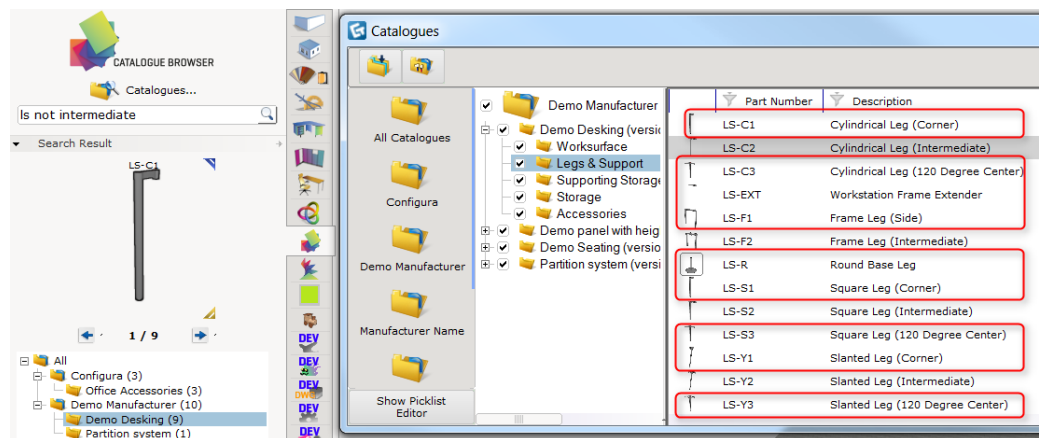 CATALOGUE BROWSER
Catalogues...
ls not intermediate
Search Result
LS-C1
1 / 9
All
Configura (3)
Office Accessories (3)
Demo Manufacturer (10)
Demo Desking (9)
Partition system (1)
DEV
DEV
DEV
DW
DEV
DEV
Catalogues
All Catalogues
Configura
Demo Manufacturer
Manufacturer Name
Show Picklist
Editor
Demo Manufacturer
Demo Desking (versic
Worksurface
Legs & Support
Supporting Storage
Storage
Accessories
Demo panel with heig
Demo Seating (versio
Partition system (versi
Part Number Description
LS-C1 Cylindrical Leg (Corner)
LS-C2 Cylindrical Leg (Intermediate)
LS-C3 Cylindrical Leg (120 Degree Center)
LS-EXT Workstation Frame Extender
LS-F1 Frame Leg (Side)
LS-F2 Frame Leg (Intermediate)
LS-R Round Base Leg
LS-S1 Square Leg (Corner)
LS-S2 Square Leg (Intermediate)
LS-S3 Square Leg (120 Degree Center)
LS-Y1 Slanted Leg (Corner)
LS-Y2 Slanted Leg (Intermediate)
LS-Y3 Slanted Leg (120 Degree Center)